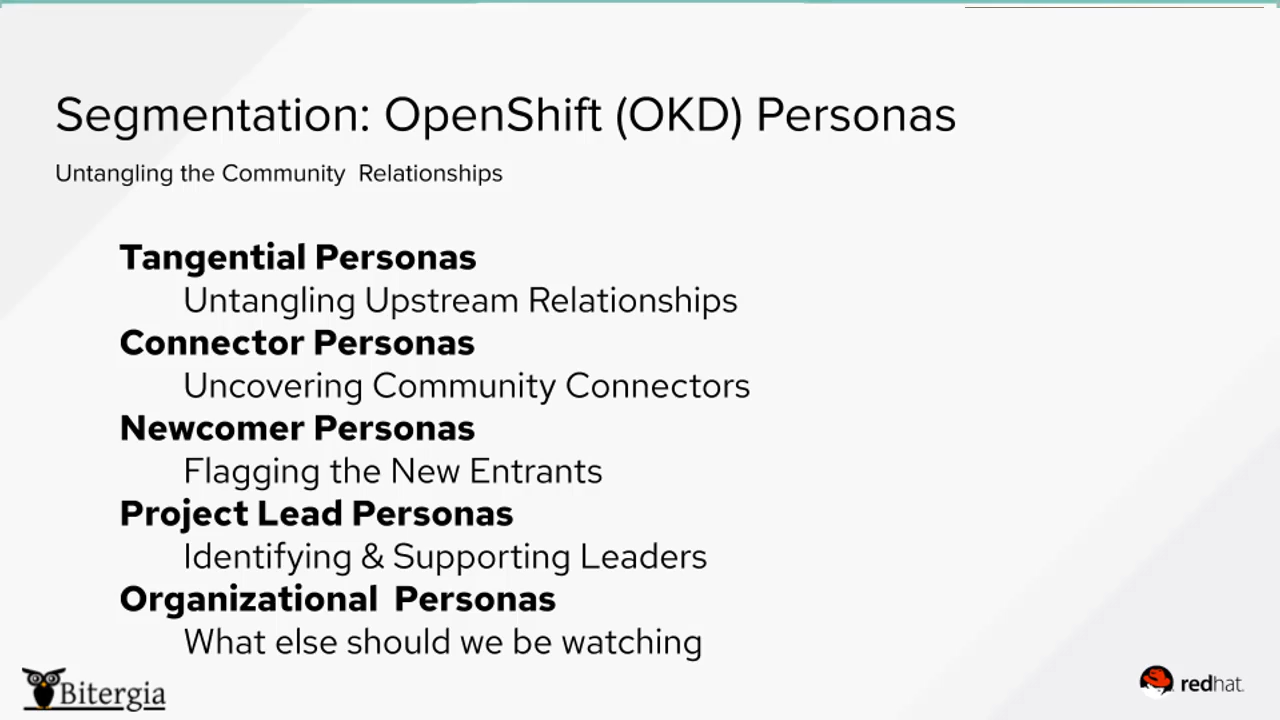 Segmentation: OpenShift (OKD) Personas
Untangling the Community  Relationships
Tangential Personas
Untangling Upstream Relationships
Connector Personas
Uncovering Community Connectors
Newcomer Personas
Flagging the New Entrants
Project Lead Personas
Identifying & Supporting Leaders
Organizational  Personas
What else should we be watching
Bitergia
redhat.